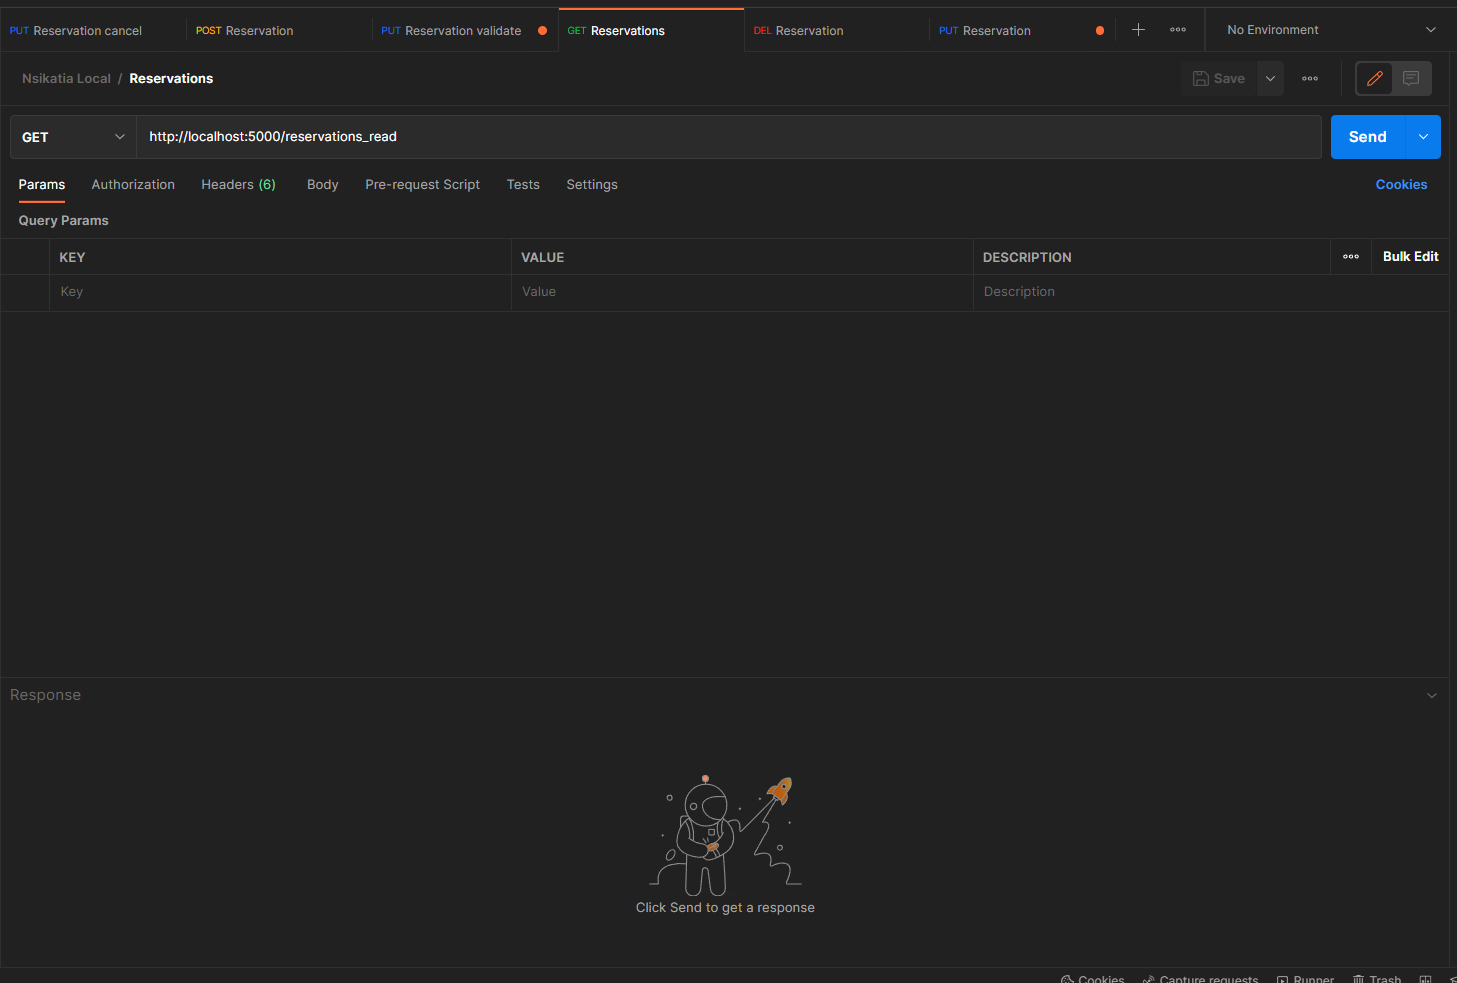 PUT Reservation cancel POST Reservation PUT Reservation validate GET Reservations DEL Reservation PUT Reservation No Environment
Nsikatia Local / Reservations Save
GET http://localhost:5000/reservations_read Send
Params Authorization Headers (6) Body Pre-request Script Tests Settings Cookies
Query Params
KEY VALUE DESCRIPTION Bulk Edit
Key Value Description
Response
Click Send to get a response
Cookies Capture requests Runner Trash